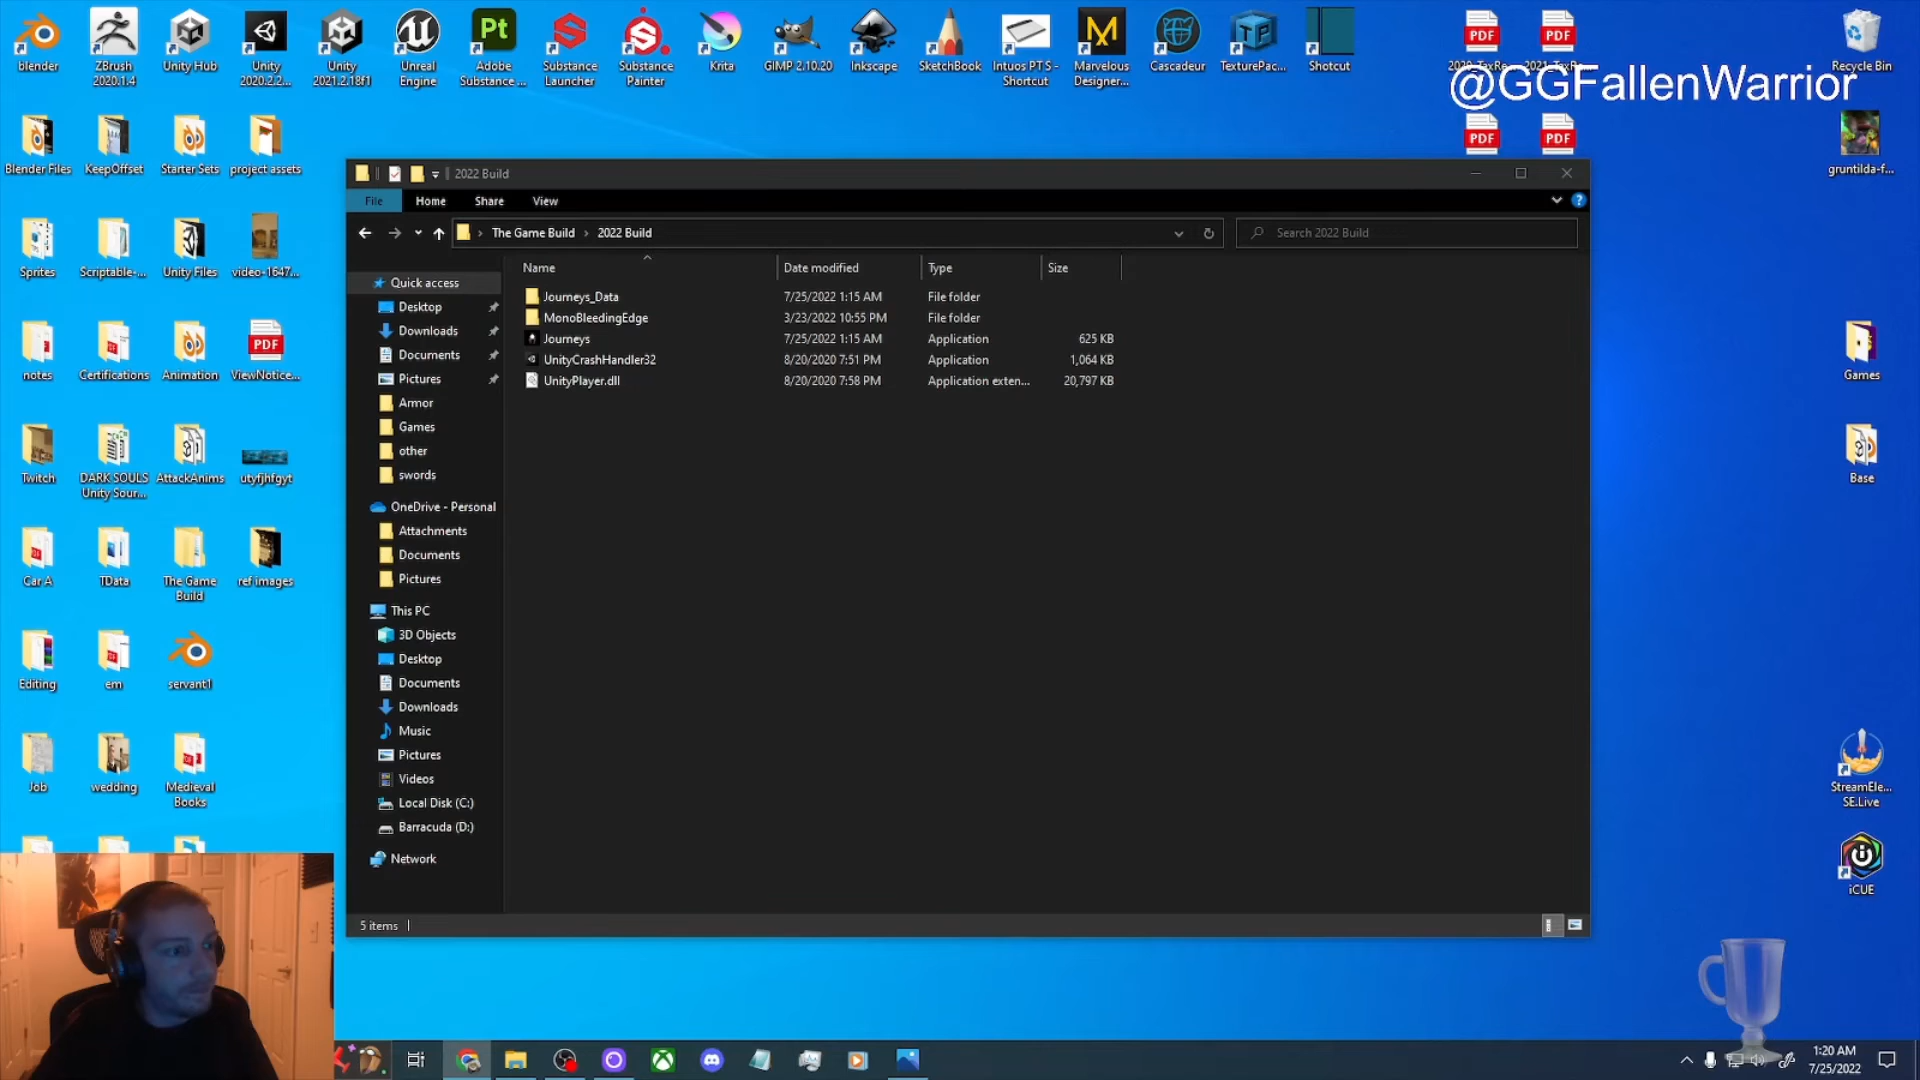 blender
ZBrush
2020.1.4
Unity Hub
Unity
2020.2.2...
Unity
2021.2.18f1
Unreal
Engine
Adobe
Substance ...
Substance
Launcher
Substance
Painter
Krita
GIMP 2.10.20
Inkscape
SketchBook
Intuos PT S -
Shortcut
Marvelous
Designer...
Cascadeur
TexturePac...
Shotcut
Recycle Bin
@GGFallenWarrior
Blender Files
KeepOffset
Starter Sets
project assets
gruntilda-f...
Sprites
Scriptable-...
Unity Files
video-1647...
notes
Certifications
Animation
ViewNotice...
Games
Twitch
DARK SOULS
Unity Sour...
AttackAnims
utyfjhfgyt
Base
Car A
TData
The Game
Build
ref images
Editing
em
servant1
Job
wedding
Medieval
Books
StreamEle...
SE.Live
iCUE
2022 Build
File Home Share View
The Game Build › 2022 Build
Search 2022 Build
Name Date modified Type Size
Journeys_Data 7/25/2022 1:15 AM File folder
MonoBleedingEdge 3/23/2022 10:55 PM File folder
Journeys 7/25/2022 1:15 AM Application 625 KB
UnityCrashHandler32 8/20/2020 7:51 PM Application 1,064 KB
UnityPlayer.dll 8/20/2020 7:58 PM Application exten... 20,797 KB
Quick access
Desktop
Downloads
Documents
Pictures
Armor
Games
other
swords
OneDrive - Personal
Attachments
Documents
Pictures
This PC
3D Objects
Desktop
Documents
Downloads
Music
Pictures
Videos
Local Disk (C:)
Barracuda (D:)
Network
5 items
PDF
PDF
PDF
PDF
PDF
1:20 AM
7/25/2022